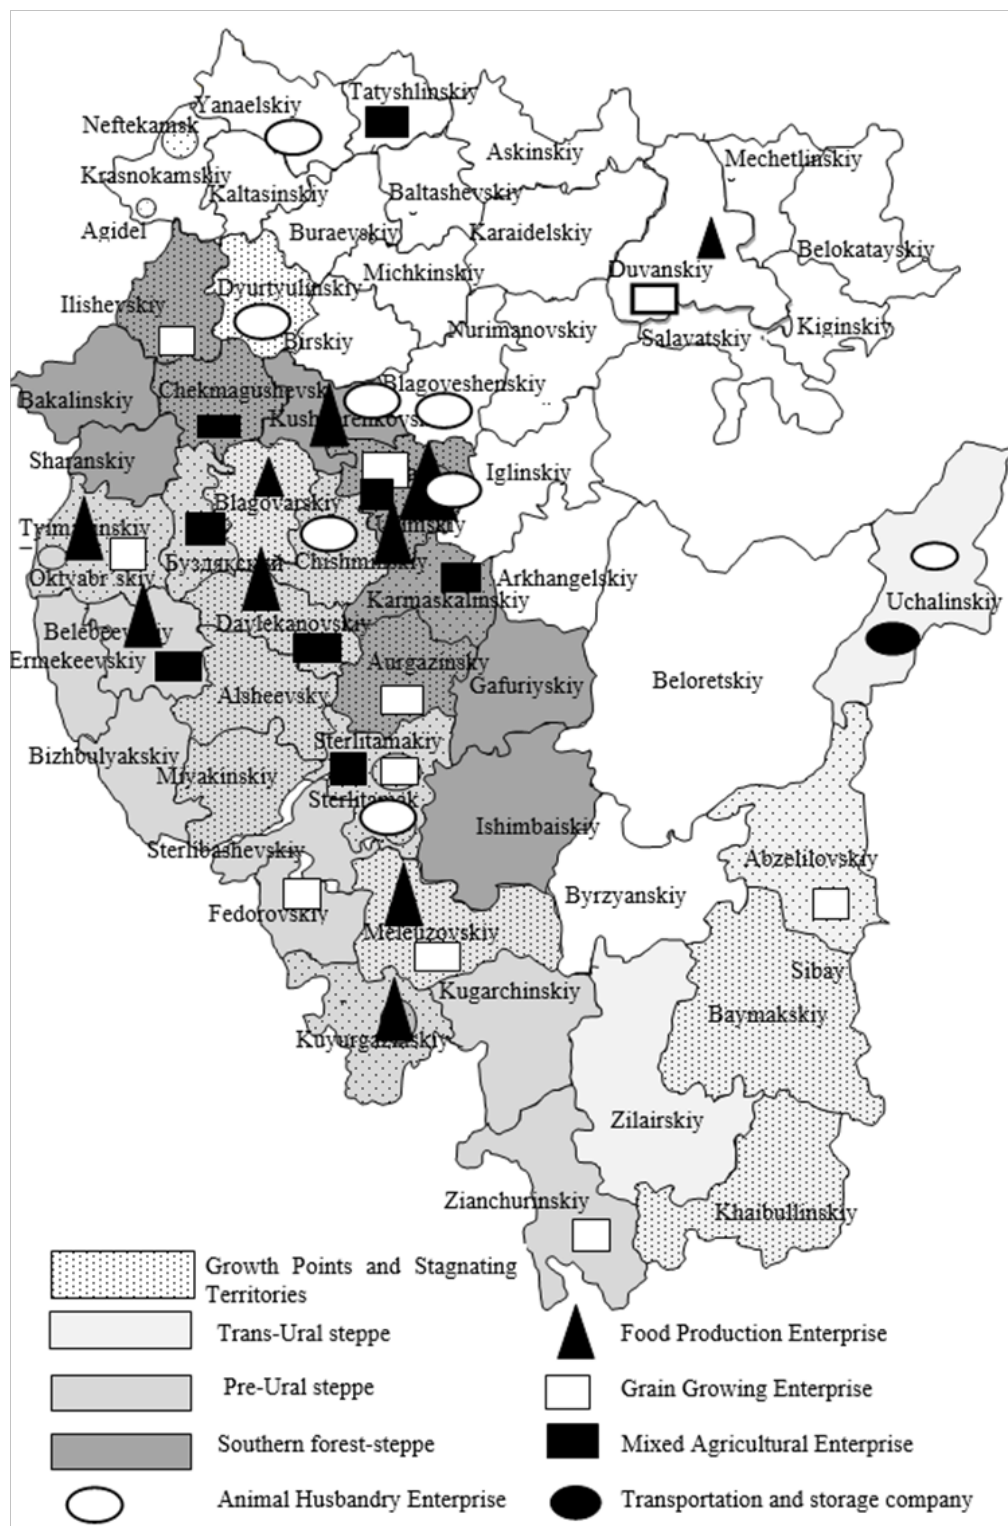 Tatyshlinskiy
Yanaelskiy
Neftekamsk
Askinskiy
Mechetlinskiy
Krasnokamskiy
Kaltasinskiy
Baltashevskiy
Agidel
Buraevskiy
Karaidelskiy
Belokatayskiy
Michkinskiy
Duvanskiy
Dyurtyulinskiy
Ilishevskiy
Nurimanovskiy
Kiginskiy
Birskiy
Salavatskiy
Blagoveshenskiy
Chekmagushevsk
Bakalinskiy
Sharanskiy
Iglinskiy
Blagovarskiy
Буздякский
Oktyabr skiy
Arkhangelskiy
Karmaskalinskiy
Uchalinskiy
Davlekanovskiy
Ermekeevskiy
Aurgazinsky
Gafuriyskiy
Beloretskiy
Alsheevsky
Sterlitamakiy
Bizhbulyakskiy
Miyakinskiy
Sterlitamak
Ishimbaiskiy
Sterlibashevskiy
Abzelilovskiy
Byrzyanskiy
Fedorovskiy
Meleuzovskiy
Sibay
Kugarchinskiy
Baymakskiy
Zilairskiy
Zianchurinskiy
Khaibullinskiy
Growth Points and Stagnating
Territories
Trans-Ural steppe
Food Production Enterprise
Pre-Ural steppe
Grain Growing Enterprise
Southern forest-steppe
Mixed Agricultural Enterprise
Animal Husbandry Enterprise
Transportation and storage company